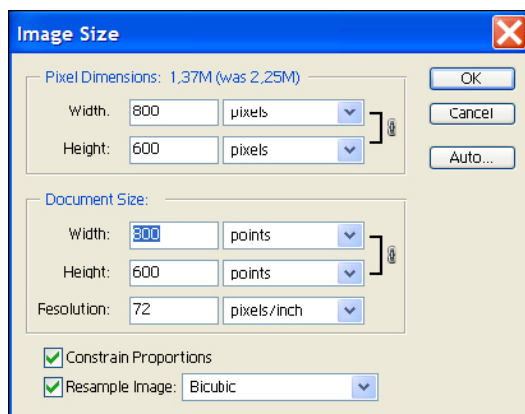 Image Size
Pixel Dimensions: 1,37M (was 2,25M)
OK
Width: 800 pixels
Cancel
Height: 600 pixels
Auto...
Document Size:
Width: 800 points
Height: 600 points
Resolution: 72 pixels/inch
Constrain Proportions
Resample Image: Bicubic